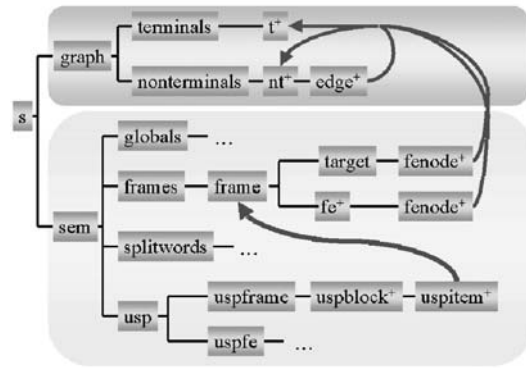 terminals t⁺
graph
nonterminals nt⁺ edge⁺
s
globals ...
target fenode⁺
frames frame
fe⁺ fenode⁺
sem
splitwords ...
uspframe uspblock⁺ uspitem⁺
usp
uspfe ...